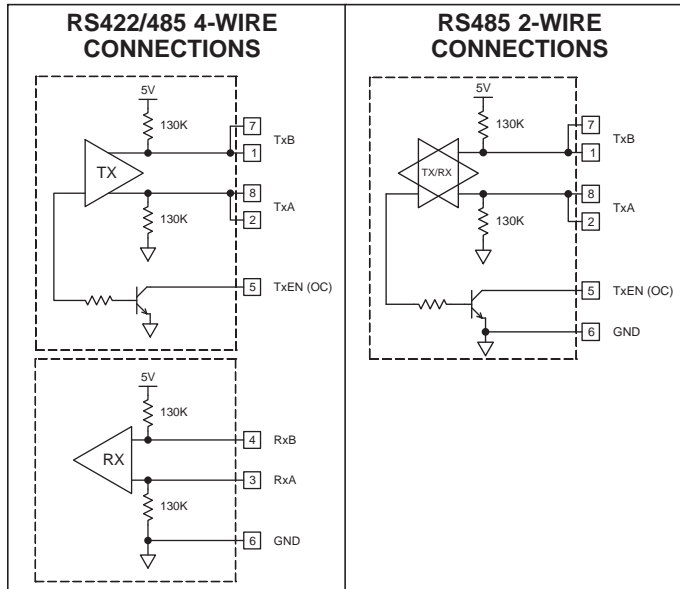 RS422/485 4-WIRE
CONNECTIONS
5V
130K
7
TxB
1
TX
8
TxA
130K
2
5
TxEN (OC)
5V
130K
4
RxB
RX
3
RxA
130K
6
GND
RS485 2-WIRE
CONNECTIONS
5V
130K
7
TxB
1
TX/RX
8
TxA
130K
2
5
TxEN (OC)
6
GND